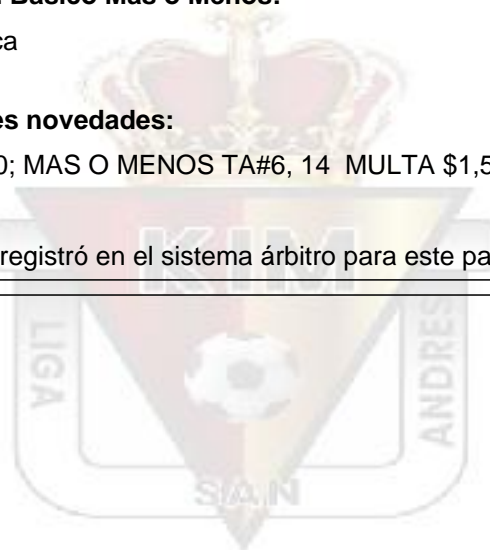 Basico Mas o Menos:
ca
es novedades:
0; MAS O MENOS TA#6, 14 MULTA $1,5
registró en el sistema árbitro para este pa
KIM
LIGA
ANDRES
SAN